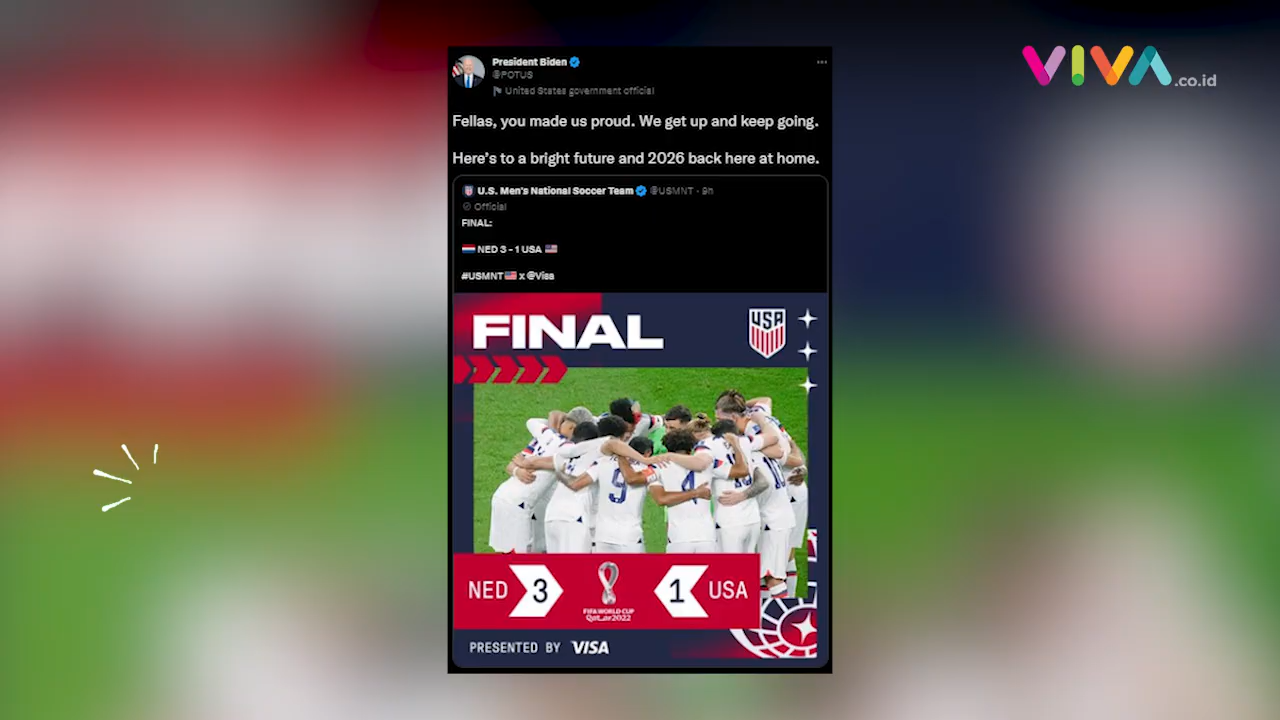 VIVA.co.id
President Biden
@POTUS
United States government official
Fellas, you made us proud. We get up and keep going.
Here's to a bright future and 2026 back here at home.
U.S. Men's National Soccer Team @USMNT · 9h
Official
FINAL:
NED 3 - 1 USA
#USMNT x @Visa
FINAL
USA
9
4
NED 3
FIFA WORLD CUP
Qatar2022
1 USA
PRESENTED BY VISA